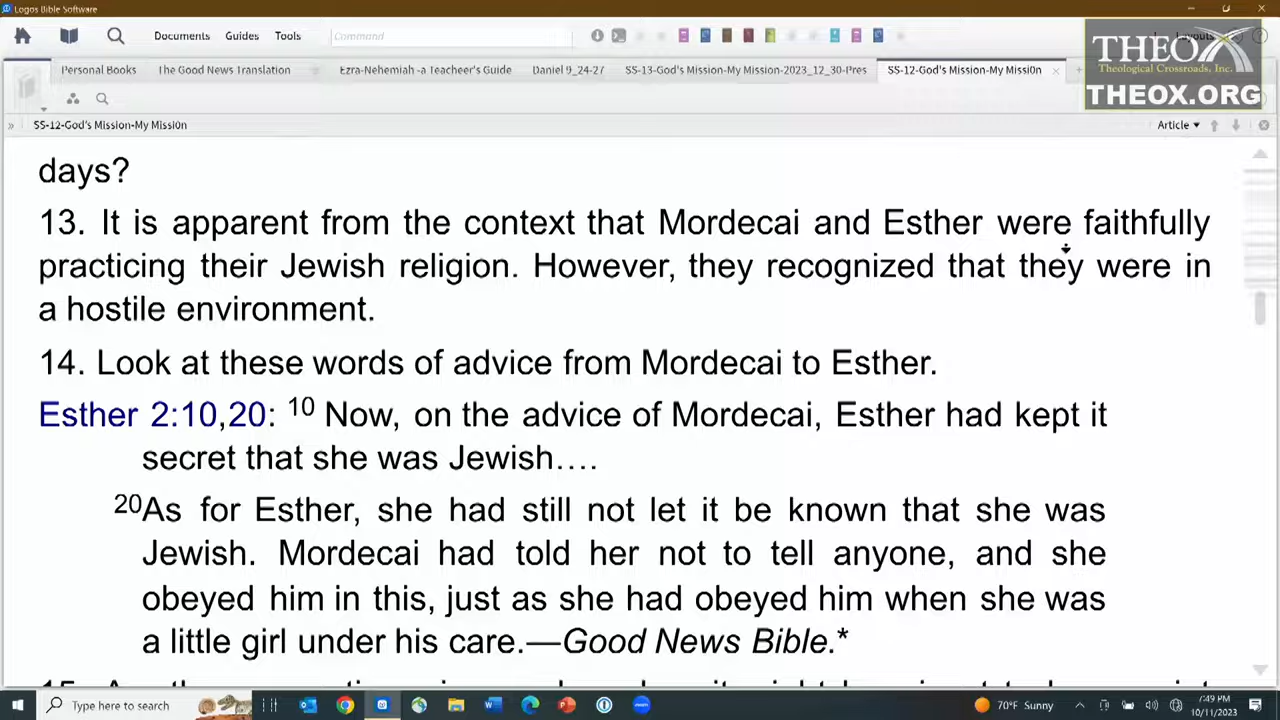 Logos Bible Software
Documents Guides Tools Command Layouts
THEOX
Theological Crossroads, Inc.
THEOX.ORG
Personal Books The Good News Translation Daniel 9_24-27 SS-13-God's Mission-My Mission-2023_12_30-Pres SS-12-God's Mission-My Missi0n
SS-12-God's Mission-My Missi0n Article
days?
13. It is apparent from the context that Mordecai and Esther were faithfully
practicing their Jewish religion. However, they recognized that they were in
a hostile environment.
14. Look at these words of advice from Mordecai to Esther.
Esther 2:10,20: 10 Now, on the advice of Mordecai, Esther had kept it
secret that she was Jewish….
20As for Esther, she had still not let it be known that she was
Jewish. Mordecai had told her not to tell anyone, and she
obeyed him in this, just as she had obeyed him when she was
a little girl under his care.—Good News Bible.*
Type here to search 70°F Sunny 7:49 PM
10/11/2023